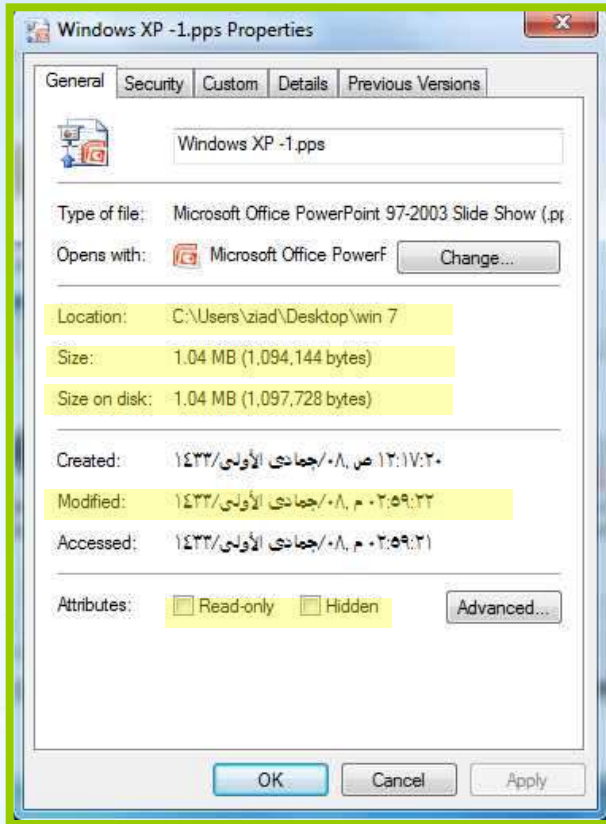 Windows XP -1.pps Properties
General Security Custom Details Previous Versions
Windows XP -1.pps
Type of file: Microsoft Office PowerPoint 97-2003 Slide Show (.pp
Opens with: Microsoft Office PowerF Change...
Location: C:\Users\ziad\Desktop\win 7
Size: 1.04 MB (1,094,144 bytes)
Size on disk: 1.04 MB (1,097,728 bytes)
Created: ١٢:١٧:٢٠ ص ,٠٨/جمادى الأولى/١٤٣٣
Modified: ٠٢:٥٩:٢٢ م ,٠٨/جمادى الأولى/١٤٣٣
Accessed: ٠٢:٥٩:٢١ م ,٠٨/جمادى الأولى/١٤٣٣
Attributes: Read-only Hidden Advanced...
OK Cancel Apply